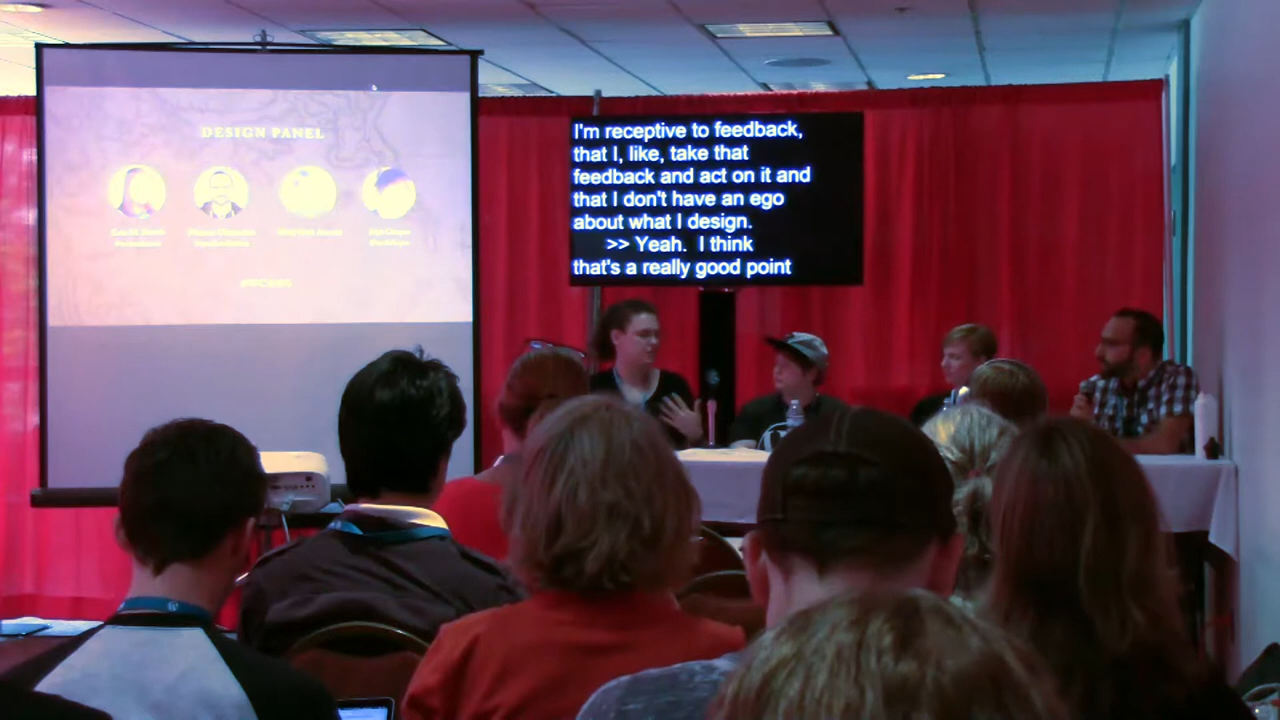 DESIGN PANEL
I'm receptive to feedback,
that I, like, take that
feedback and act on it and
that I don't have an ego
about what I design.
>> Yeah. I think
that's a really good point